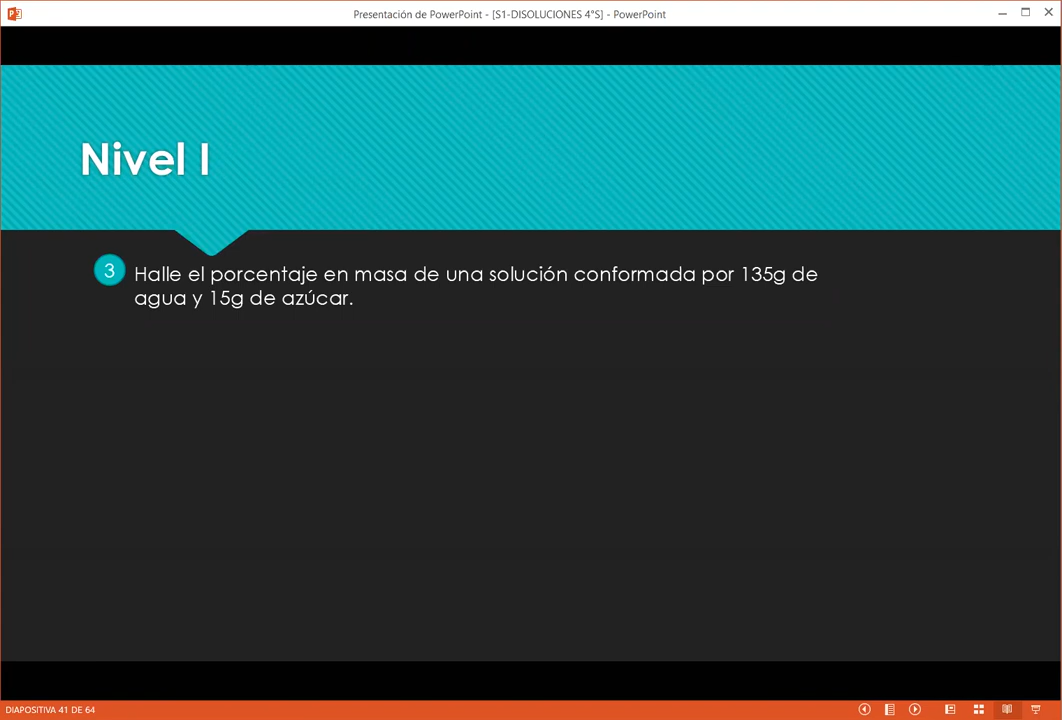 Presentación de PowerPoint - [S1-DISOLUCIONES 4°S] - PowerPoint
Nivel I
3 Halle el porcentaje en masa de una solución conformada por 135g de
agua y 15g de azúcar.
DIAPOSITIVA 41 DE 64